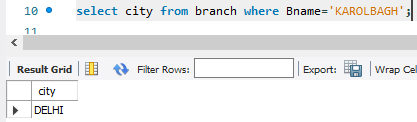 10 select city from branch where Bname='KAROLBAGH';
11
Result Grid Filter Rows: Export: Wrap Cel
city
DELHI